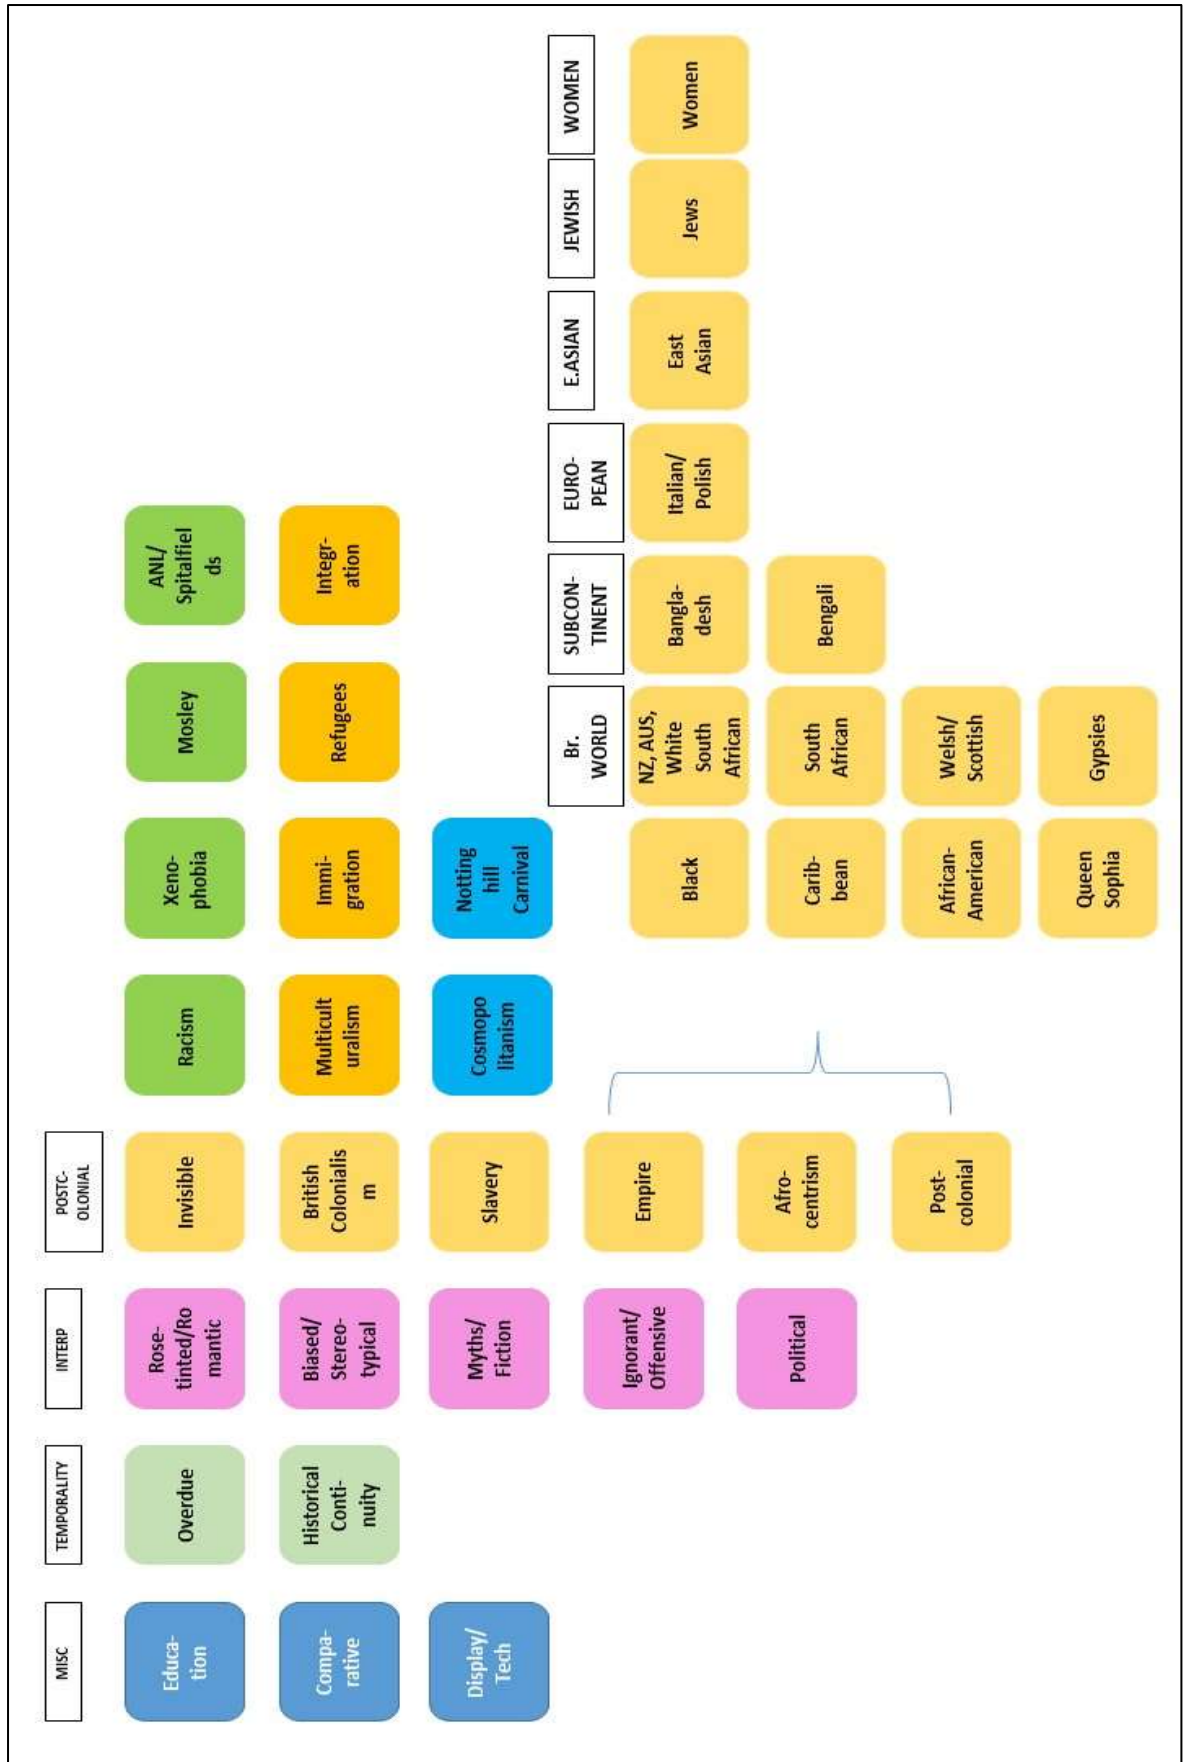 MISC
TEMPORALITY
INTERP
POSTC-
OLONIAL
Educa-
tion
Overdue
Rose-
tinted/Ro
mantic
Invisible
Racism
Xeno-
phobia
Mosley
ANL/
Spitalfiel
ds
Compa-
rative
Historical
Conti-
nuity
Biased/
Stereo-
typical
British
Colonialis
m
Multicult
uralism
Immi-
gration
Refugees
Integr-
ation
Display/
Tech
Myths/
Fiction
Slavery
Cosmopo
litanism
Notting
hill
Carnival
Br.
WORLD
SUBCON-
TINENT
EURO-
PEAN
E.ASIAN
JEWISH
WOMEN
Ignorant/
Offensive
Empire
Black
NZ, AUS,
White
South
African
Bangla-
desh
Italian/
Polish
East
Asian
Jews
Women
Political
Afro-
centrism
Carib-
bean
South
African
Bengali
Post-
colonial
African-
American
Welsh/
Scottish
Queen
Sophia
Gypsies